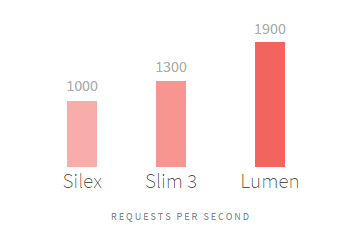 1900
1300
1000
Silex Slim 3 Lumen
REQUESTS PER SECOND